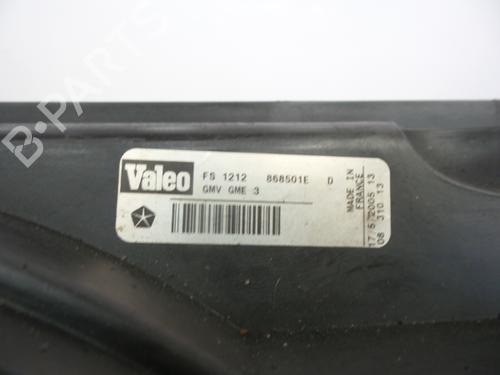 B-PARTS
Valeo
FS 1212 868501E D
GMV GME 3
MADE IN
FRANCE
17/5/2005 13
08 310 13